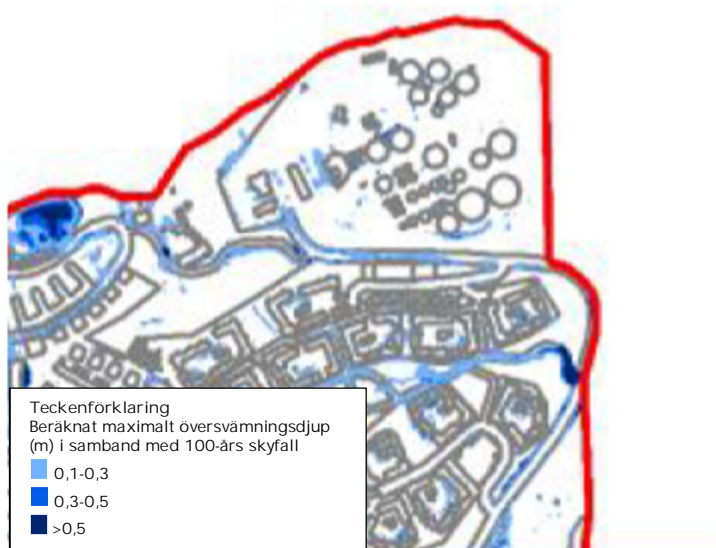 Teckenförklaring
Beräknat maximalt översvämningsdjup
(m) i samband med 100-års skyfall
0,1-0,3
0,3-0,5
>0,5